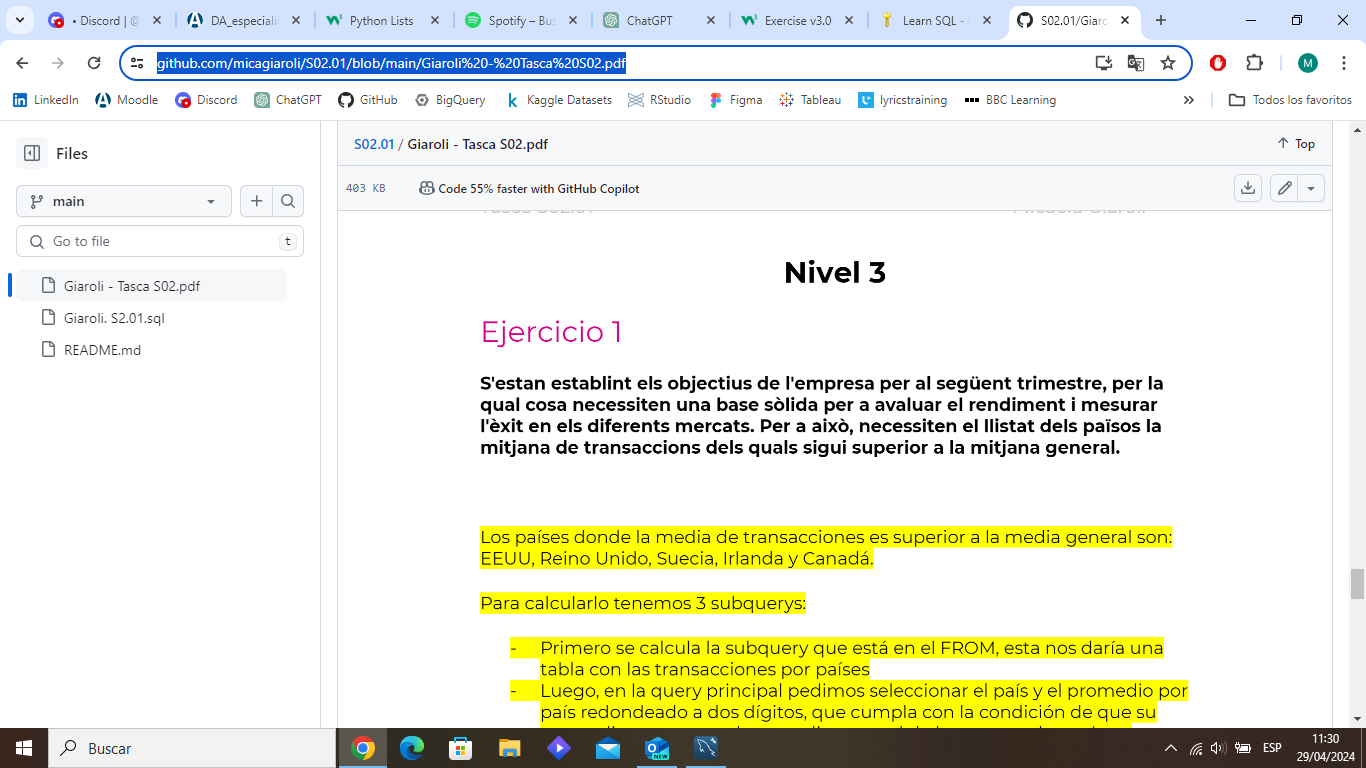 • Discord | @
DA_especialit
Python Lists
Spotify – Bus
ChatGPT
Exercise v3.0
Learn SQL -
S02.01/Giaro
github.com/micagiaroli/S02.01/blob/main/Giaroli%20-%20Tasca%20S02.pdf
M
LinkedIn
Moodle
Discord
ChatGPT
GitHub
BigQuery
Kaggle Datasets
RStudio
Figma
Tableau
lyricstraining
BBC Learning
Todos los favoritos
Files
main
Go to file
t
Giaroli - Tasca S02.pdf
Giaroli. S2.01.sql
README.md
S02.01 / Giaroli - Tasca S02.pdf
Top
403 KB
Code 55% faster with GitHub Copilot
Tasca S02.01 Micaela Giaroli
Nivel 3
Ejercicio 1
S'estan establint els objectius de l'empresa per al següent trimestre, per la
qual cosa necessiten una base sòlida per a avaluar el rendiment i mesurar
l'èxit en els diferents mercats. Per a això, necessiten el llistat dels països la
mitjana de transaccions dels quals sigui superior a la mitjana general.
Los países donde la media de transacciones es superior a la media general son:
EEUU, Reino Unido, Suecia, Irlanda y Canadá.
Para calcularlo tenemos 3 subquerys:
- Primero se calcula la subquery que está en el FROM, esta nos daría una
tabla con las transacciones por países
- Luego, en la query principal pedimos seleccionar el país y el promedio por
país redondeado a dos dígitos, que cumpla con la condición de que su
Buscar
NEW
ESP
11:30
29/04/2024